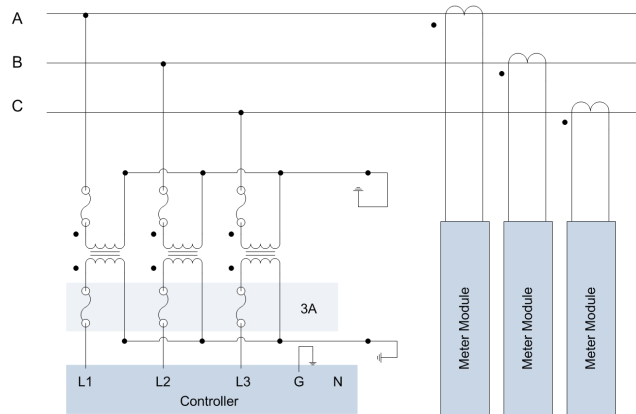 A
B
C
3A
L1 L2 L3 G N
Controller
Meter Module
Meter Module
Meter Module